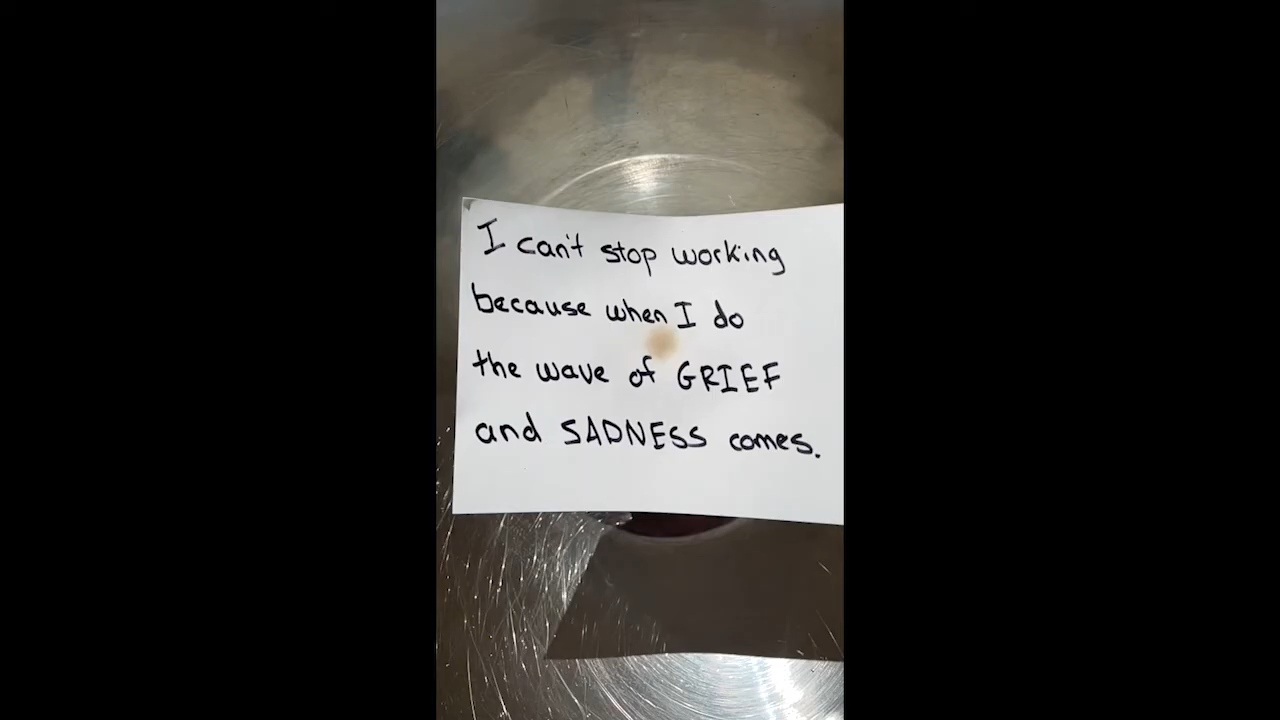 I can't stop working
because when I do
the wave of GRIEF
and SADNESS comes.